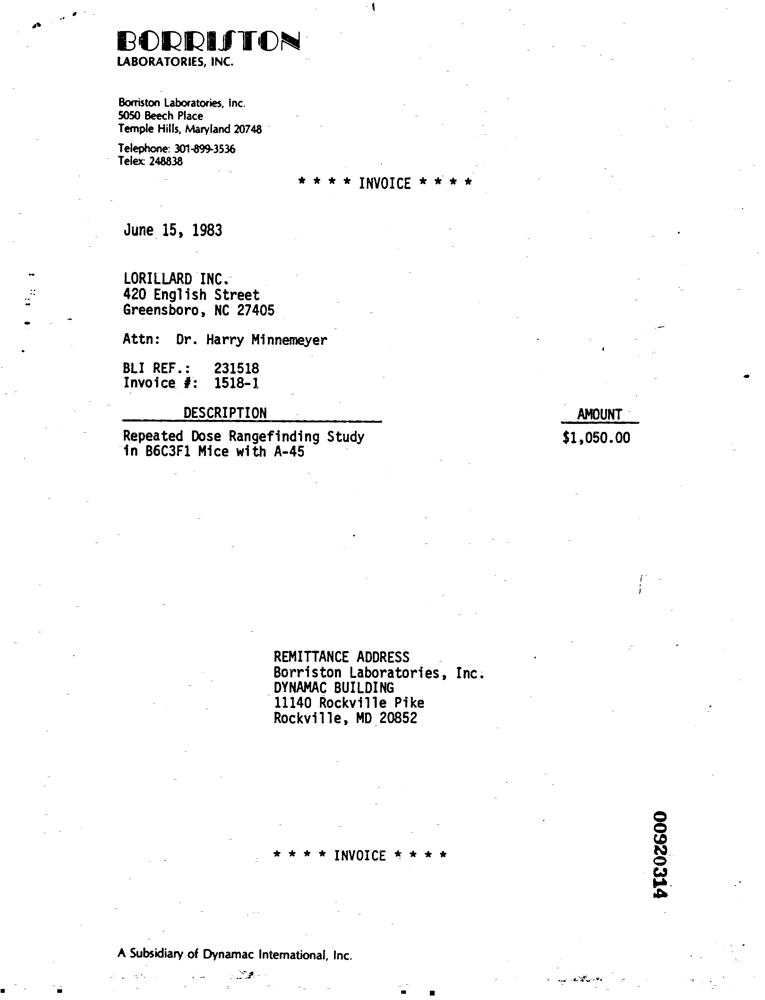 BORRISTON
LABORATORIES, INC.
Borriston Laboratories, Inc.
5050 Beech Place
Temple Hills, Maryland 20748
Telephone: 301-899-3536
Telex: 248838
* * * * INVOICE * * * *
June 15, 1983
LORILLARD INC.
420 English Street
Greensboro, NC 27405
Attn: Dr. Harry Minnemeyer
BLI REF.: 231518
Invoice #: 1518-1
DESCRIPTION AMOUNT
Repeated Dose Rangefinding Study $1,050.00
in B6C3F1 Mice with A-45
REMITTANCE ADDRESS
Borriston Laboratories, Inc.
DYNAMAC BUILDING
11140 Rockville Pike
Rockville, MD 20852
* * * * INVOICE * * * *
00920314
A Subsidiary of Dynamac International, Inc.